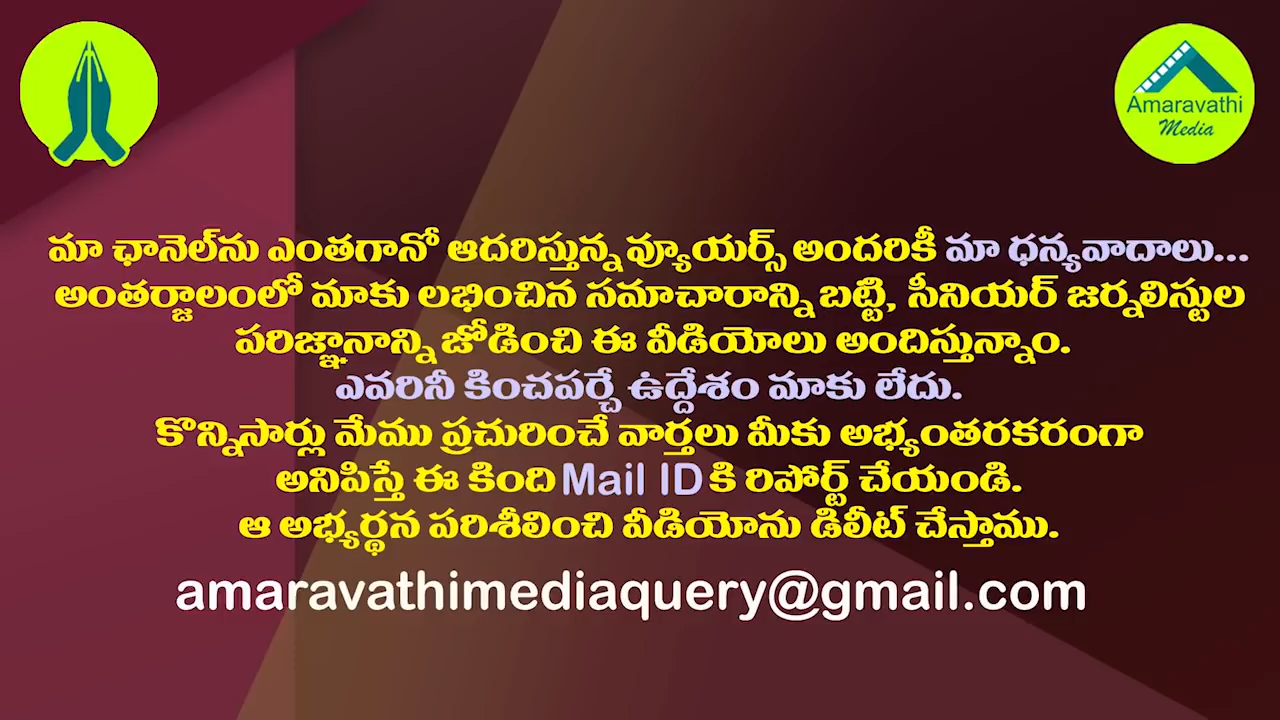 Amaravathi
Media
మా ఛానెల్‌ను ఎంతగానో ఆదరిస్తున్న వ్యూయర్స్ అందరికీ మా ధన్యవాదాలు...
అంతర్జాలంలో మాకు లభించిన సమాచారాన్ని బట్టి, సీనియర్ జర్నలిస్టుల
పరిజ్ఞానాన్ని జోడించి ఈ వీడియోలు అందిస్తున్నాం.
ఎవరినీ కించపర్చే ఉద్దేశం మాకు లేదు.
కొన్నిసార్లు మేము ప్రచురించే వార్తలు మీకు అభ్యంతరకరంగా
అనిపిస్తే ఈ కింది Mail ID కి రిపోర్ట్ చేయండి.
ఆ అభ్యర్థన పరిశీలించి వీడియోను డిలీట్ చేస్తాము.
amaravathimediaquery@gmail.com